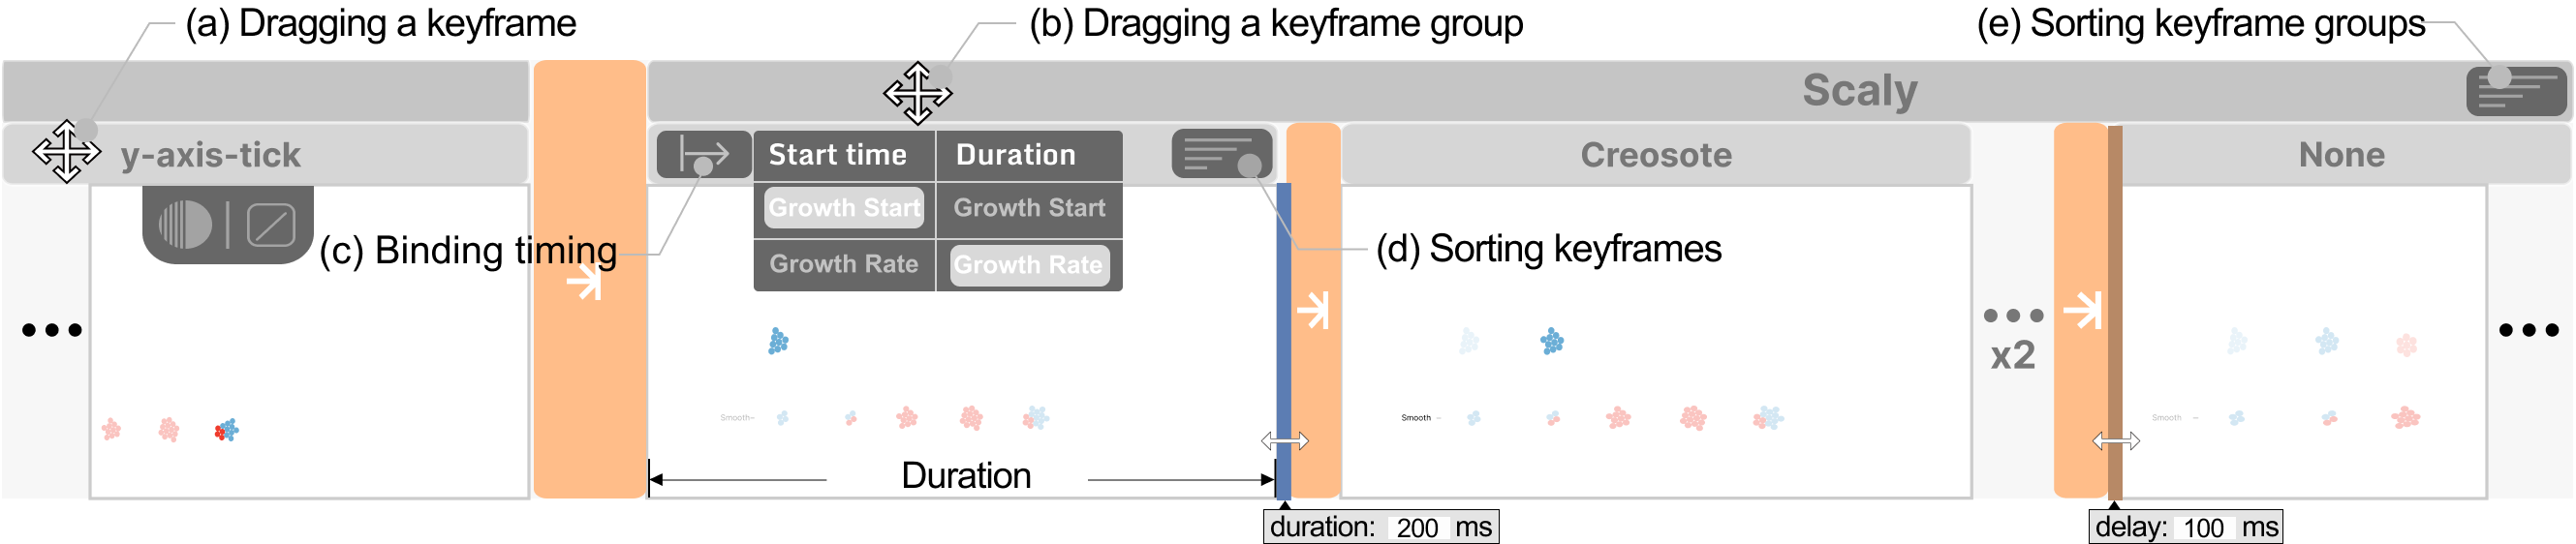 (a) Dragging a keyframe
(b) Dragging a keyframe group
(e) Sorting keyframe groups
Scaly
y-axis-tick
Start time
Duration
Creosote
None
Growth Start
Growth Start
(c) Binding timing
(d) Sorting keyframes
Growth Rate
Growth Rate
x2
Smooth
Smooth
Smooth
Duration
duration: 200 ms
delay: 100 ms